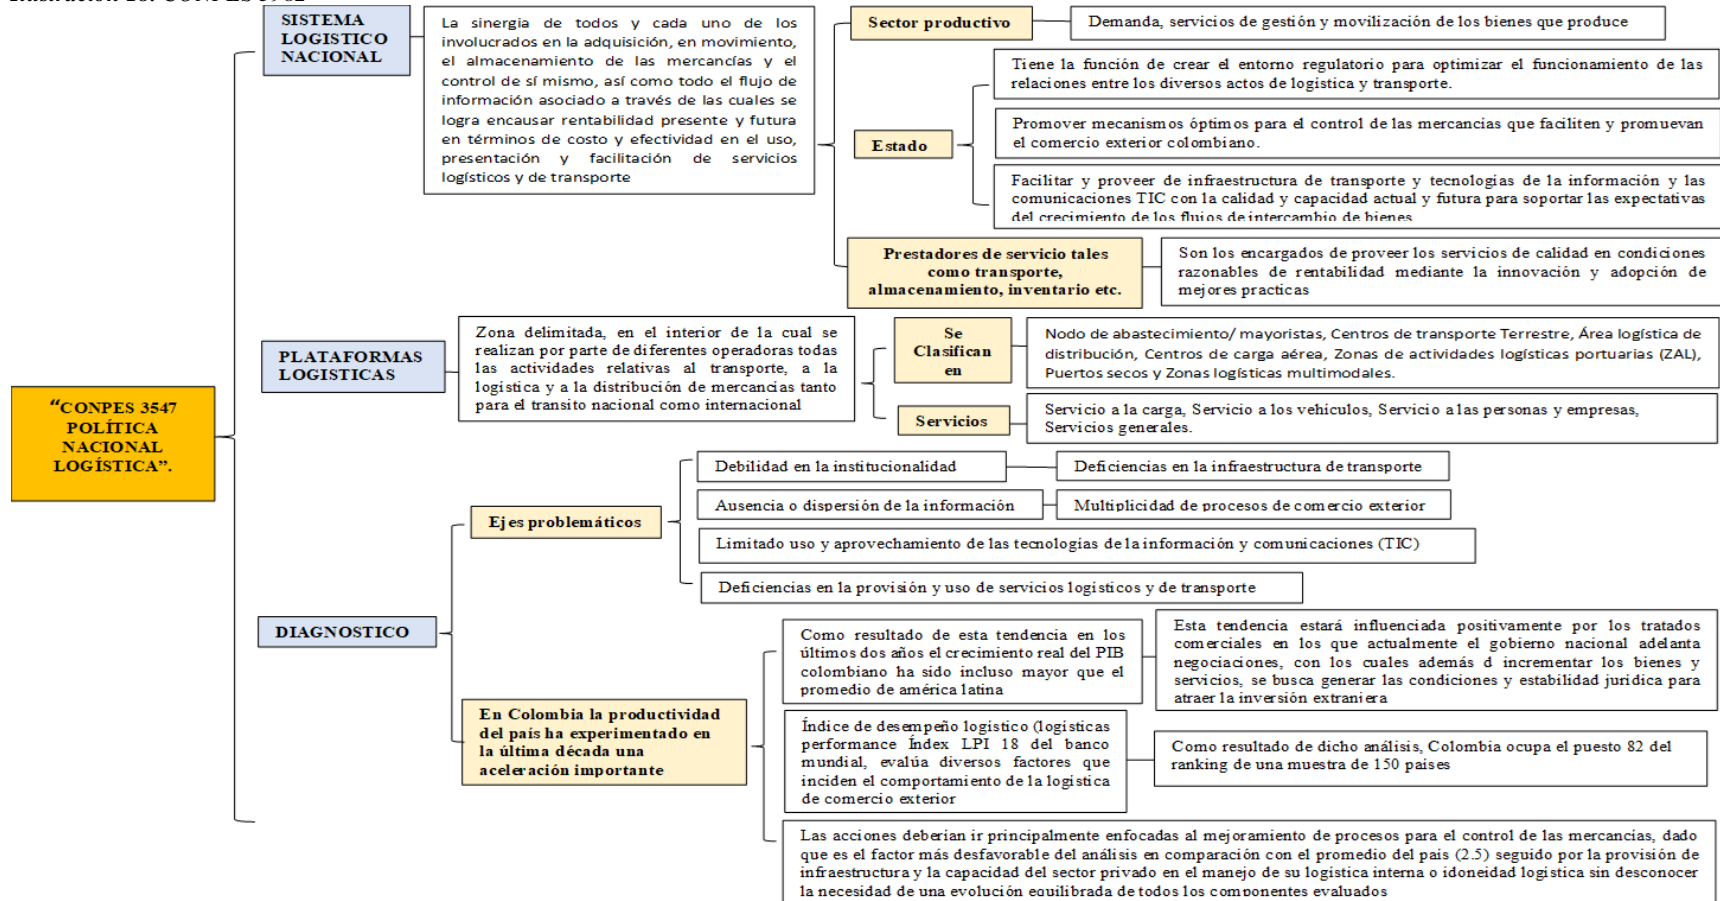 Ilustración 16. CONPES 3982
SISTEMA
LOGISTICO
NACIONAL
La sinergia de todos y cada uno de los
involucrados en la adquisición, en movimiento,
el almacenamiento de las mercancías y el
control de sí mismo, así como todo el flujo de
información asociado a través de las cuales se
logra encausar rentabilidad presente y futura
en términos de costo y efectividad en el uso,
presentación y facilitación de servicios
logísticos y de transporte
Sector productivo
Demanda, servicios de gestión y movilización de los bienes que produce
Estado
Tiene la función de crear el entorno regulatorio para optimizar el funcionamiento de las
relaciones entre los diversos actos de logística y transporte.
Promover mecanismos óptimos para el control de las mercancías que faciliten y promuevan
el comercio exterior colombiano.
Facilitar y proveer de infraestructura de transporte y tecnologías de la información y las
comunicaciones TIC con la calidad y capacidad actual y futura para soportar las expectativas
del crecimiento de los flujos de intercambio de bienes
Prestadores de servicio tales
como transporte,
almacenamiento, inventario etc.
Son los encargados de proveer los servicios de calidad en condiciones
razonables de rentabilidad mediante la innovación y adopción de
mejores practicas
"CONPES 3547
POLÍTICA
NACIONAL
LOGÍSTICA".
PLATAFORMAS
LOGISTICAS
Zona delimitada, en el interior de la cual se
realizan por parte de diferentes operadoras todas
las actividades relativas al transporte, a la
logística y a la distribución de mercancías tanto
para el transito nacional como internacional
Se
Clasifican
en
Nodo de abastecimiento/ mayoristas, Centros de transporte Terrestre, Área logística de
distribución, Centros de carga aérea, Zonas de actividades logísticas portuarias (ZAL),
Puertos secos y Zonas logísticas multimodales.
Servicios
Servicio a la carga, Servicio a los vehículos, Servicio a las personas y empresas,
Servicios generales.
DIAGNOSTICO
Ejes problemáticos
Debilidad en la institucionalidad
Deficiencias en la infraestructura de transporte
Ausencia o dispersión de la información
Multiplicidad de procesos de comercio exterior
Limitado uso y aprovechamiento de las tecnologías de la información y comunicaciones (TIC)
Deficiencias en la provisión y uso de servicios logísticos y de transporte
En Colombia la productividad
del país ha experimentado en
la última década una
aceleración importante
Como resultado de esta tendencia en los
últimos dos años el crecimiento real del PIB
colombiano ha sido incluso mayor que el
promedio de américa latina
Esta tendencia estará influenciada positivamente por los tratados
comerciales en los que actualmente el gobierno nacional adelanta
negociaciones, con los cuales además d incrementar los bienes y
servicios, se busca generar las condiciones y estabilidad jurídica para
atraer la inversión extranjera
Índice de desempeño logístico (logísticas
performance Índex LPI 18 del banco
mundial, evalúa diversos factores que
inciden el comportamiento de la logística
de comercio exterior
Como resultado de dicho análisis, Colombia ocupa el puesto 82 del
ranking de una muestra de 150 países
Las acciones deberían ir principalmente enfocadas al mejoramiento de procesos para el control de las mercancías, dado
que es el factor más desfavorable del análisis en comparación con el promedio del país (2.5) seguido por la provisión de
infraestructura y la capacidad del sector privado en el manejo de su logística interna o idoneidad logística sin desconocer
la necesidad de una evolución equilibrada de todos los componentes evaluados